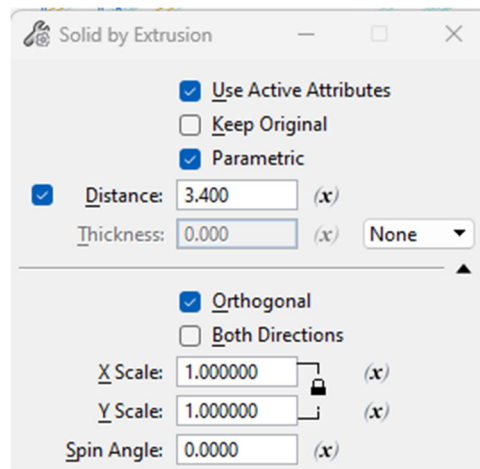 Solid by Extrusion
Use Active Attributes
Keep Original
Parametric
Distance: 3.400 (x)
Thickness: 0.000 (x) None
Orthogonal
Both Directions
X Scale: 1.000000 (x)
Y Scale: 1.000000 (x)
Spin Angle: 0.0000 (x)